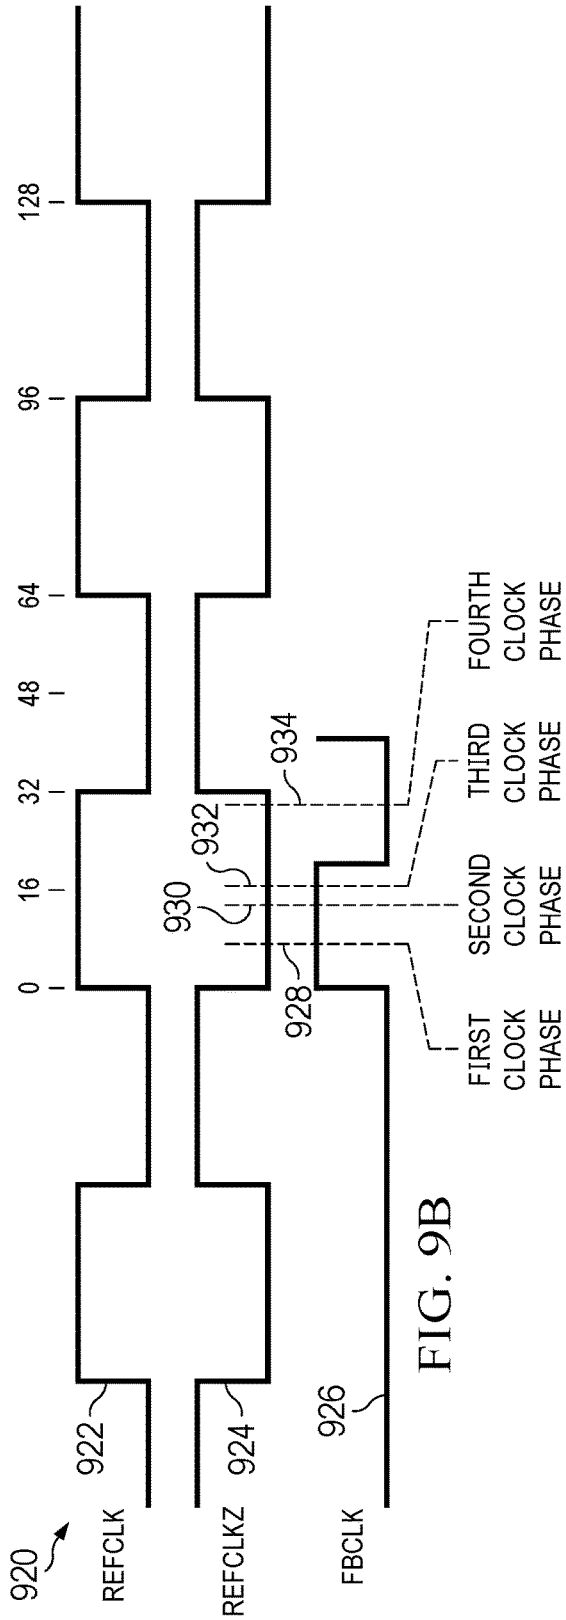 920
0
16
32
48
64
96
128
REFCLK
922
REFCLKZ
924
930
932
FBCLK
926
928
934
FIRST
CLOCK
PHASE
SECOND
CLOCK
PHASE
THIRD
CLOCK
PHASE
FOURTH
CLOCK
PHASE
FIG. 9B